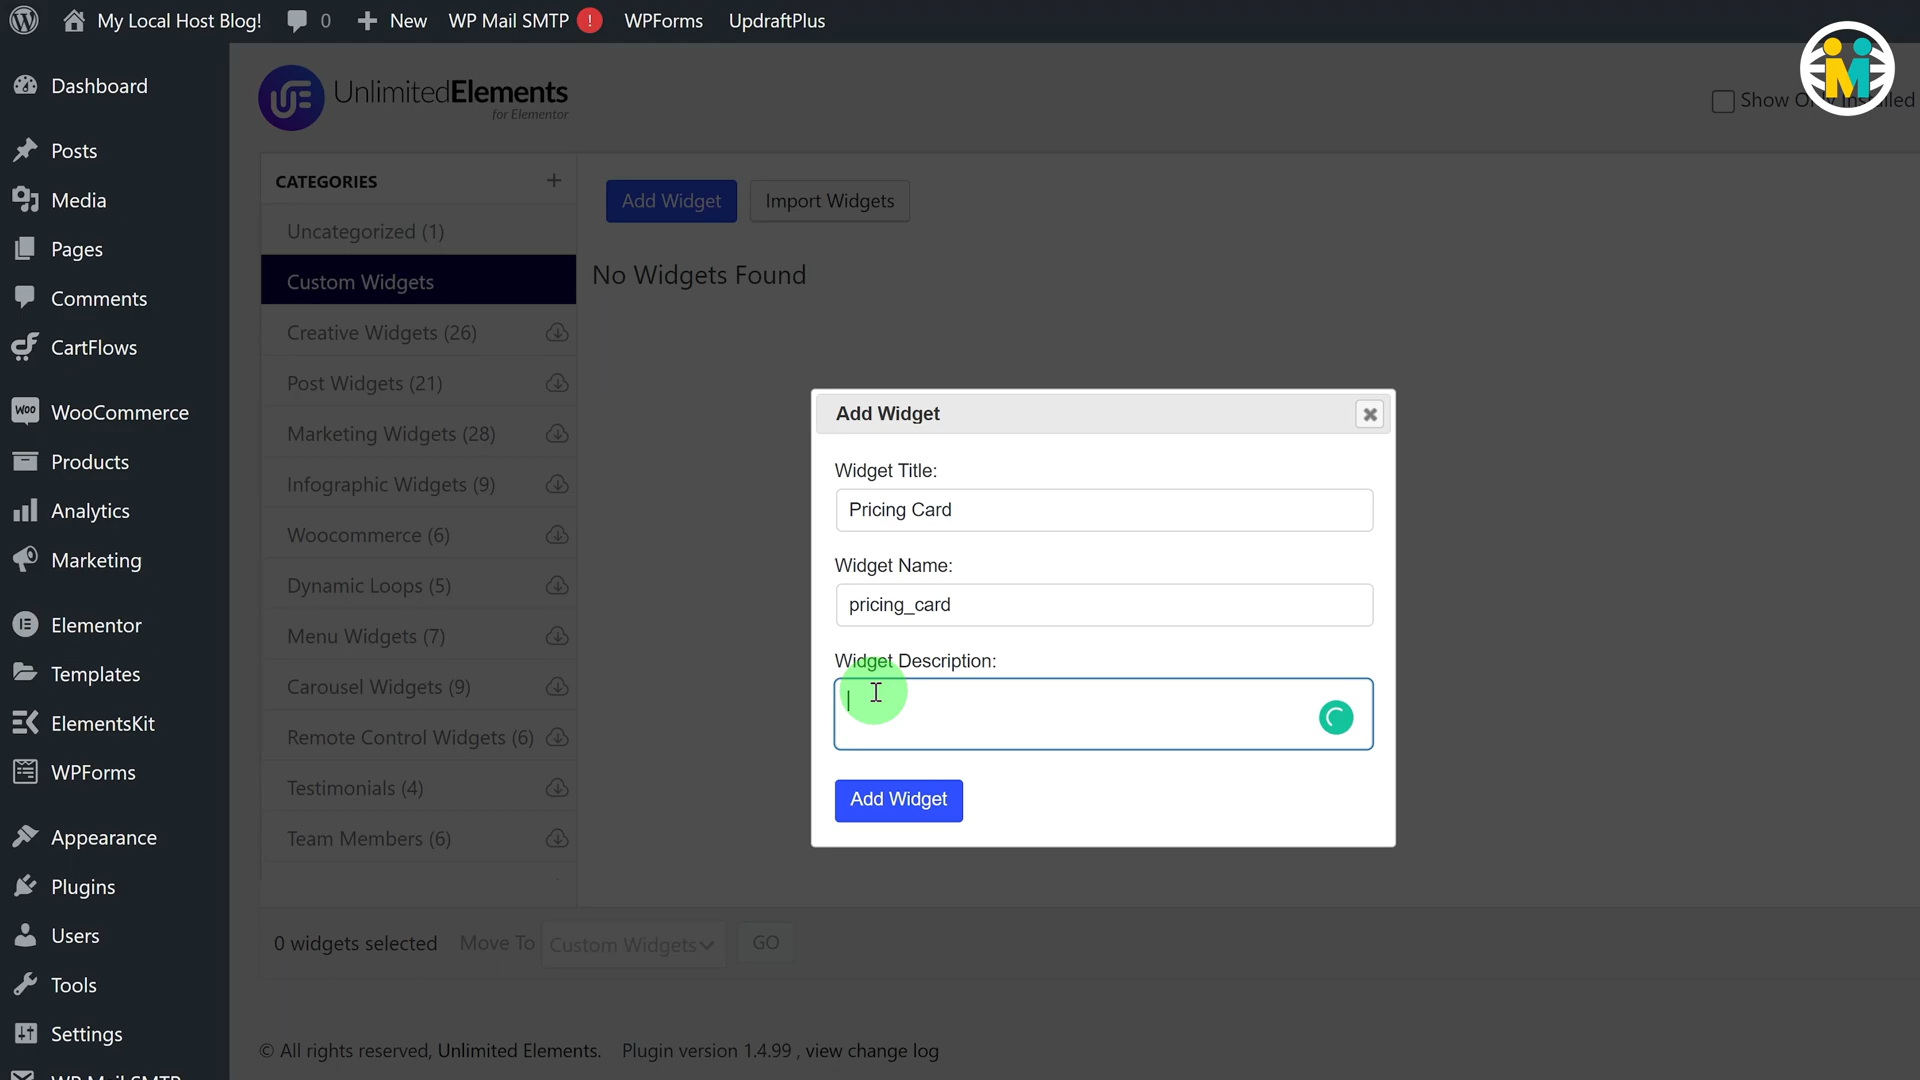 My Local Host Blog! 0 New WP Mail SMTP ! WPForms UpdraftPlus
Dashboard
Posts
Media
Pages
Comments
CartFlows
WooCommerce
Products
Analytics
Marketing
Elementor
Templates
ElementsKit
WPForms
Appearance
Plugins
Users
Tools
Settings
WP Mail SMTP
UnlimitedElements
for Elementor
Show Only Installed
CATEGORIES
Uncategorized (1)
Custom Widgets
Creative Widgets (26)
Post Widgets (21)
Marketing Widgets (28)
Infographic Widgets (9)
Woocommerce (6)
Dynamic Loops (5)
Menu Widgets (7)
Carousel Widgets (9)
Remote Control Widgets (6)
Testimonials (4)
Team Members (6)
Add Widget Import Widgets
No Widgets Found
Add Widget
Widget Title:
Pricing Card
Widget Name:
pricing_card
Widget Description:
Add Widget
0 widgets selected Move To Custom Widgets GO
© All rights reserved, Unlimited Elements. Plugin version 1.4.99 , view change log